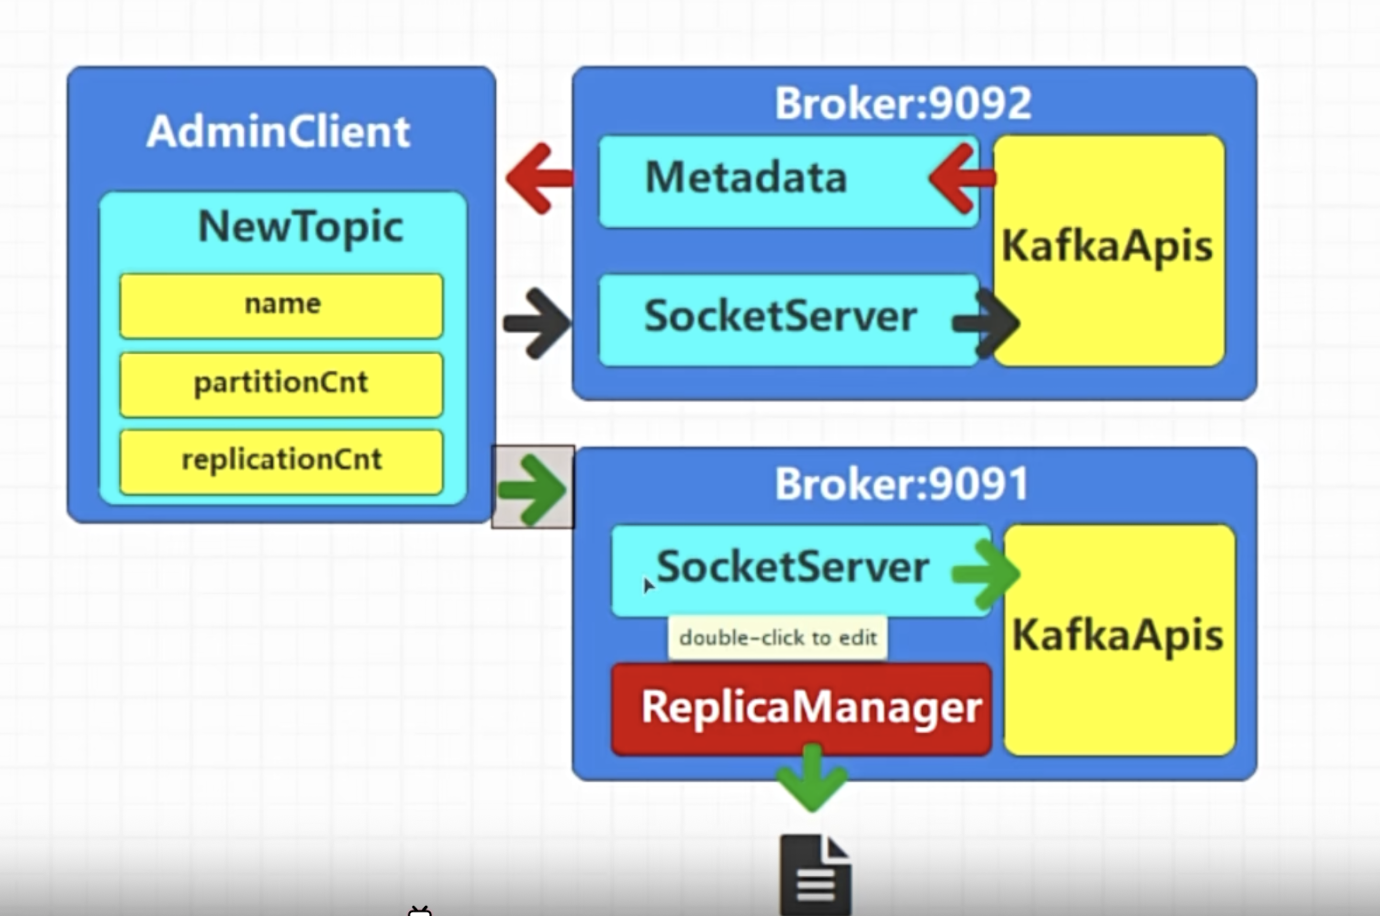 AdminClient
NewTopic
name
partitionCnt
replicationCnt
Broker:9092
Metadata
KafkaApis
SocketServer
Broker:9091
SocketServer
KafkaApis
double-click to edit
ReplicaManager